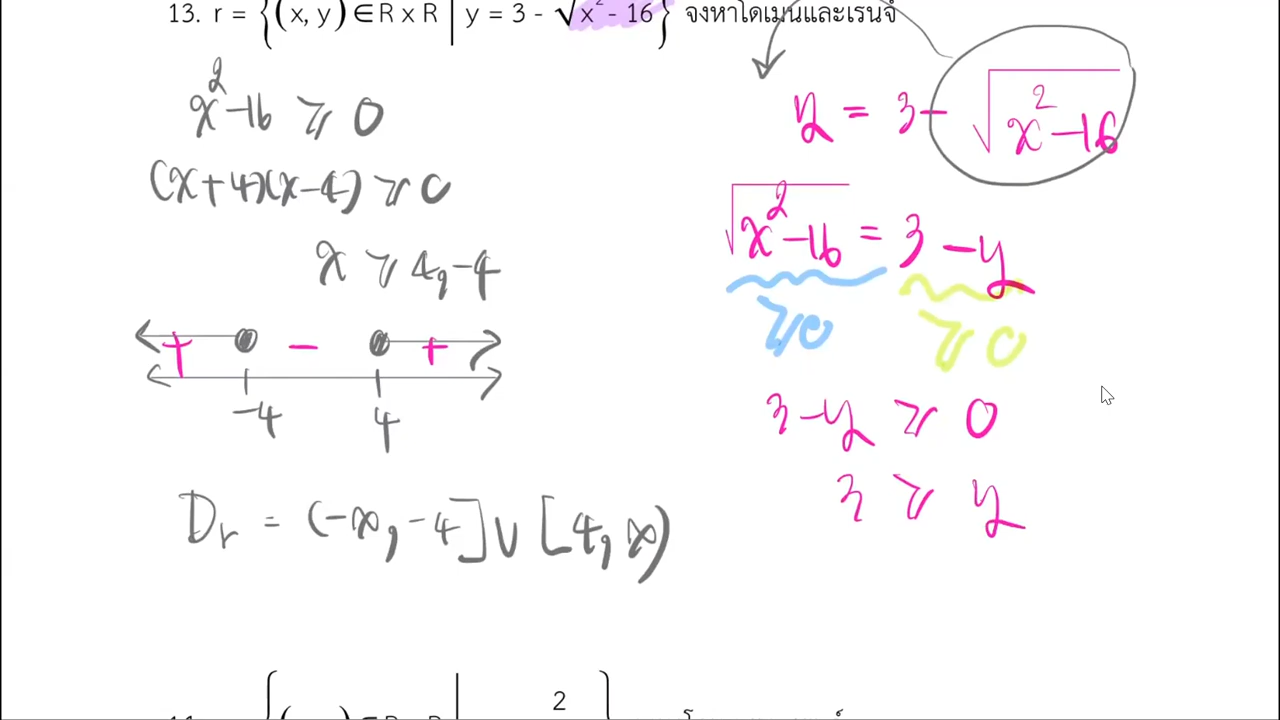 13. r = {(x, y) ∈ R x R | y = 3 - √x² - 16} จงหาโดเมนและเรนจ์
x² - 16 ≥ 0
(x+4)(x-4) ≥ 0
x ≥ 4, -4
+ - +
-4 4
Dr = (-∞, -4] ∪ [4, ∞)
y = 3 - √x² - 16
√x² - 16 = 3 - y
≥0 ≥0
3 - y ≥ 0
3 ≥ y
2